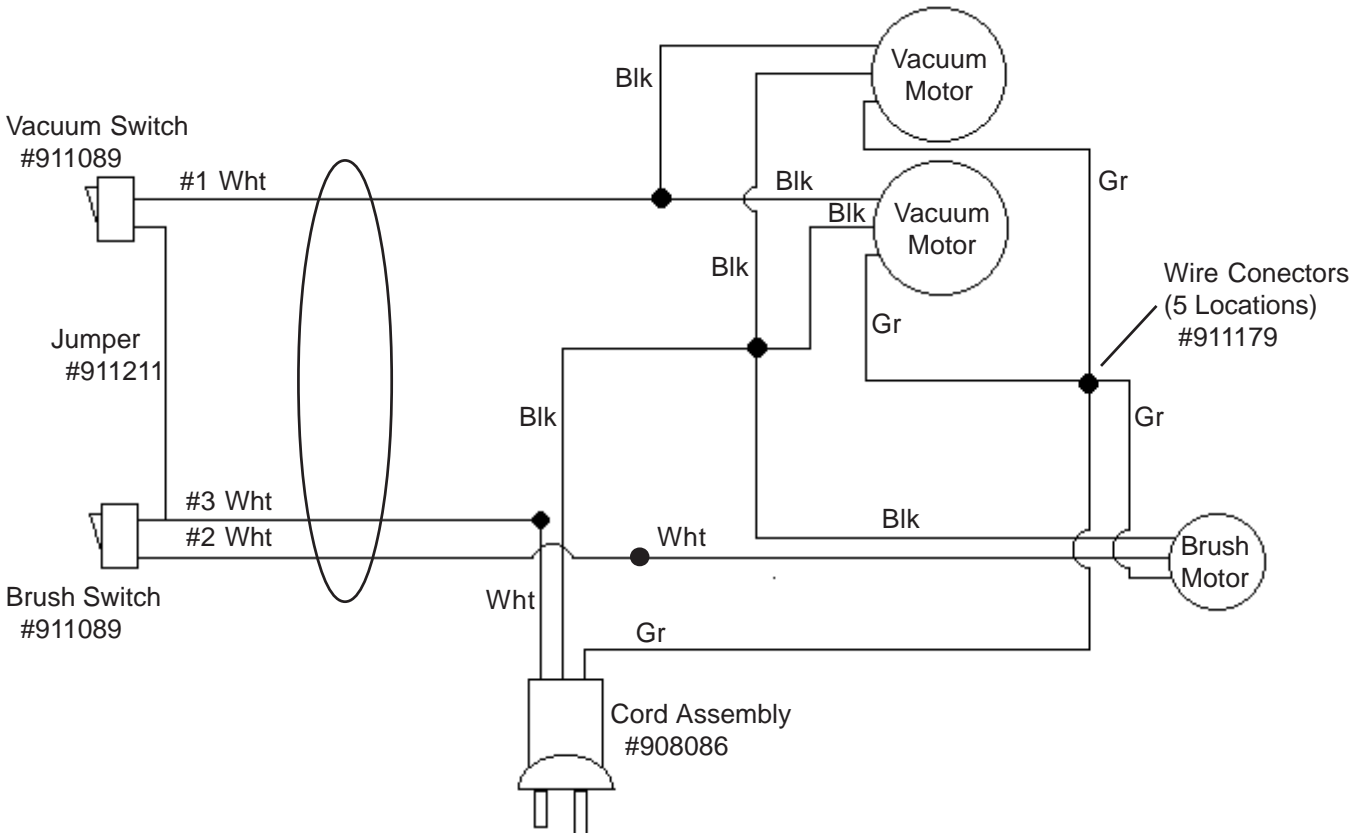 Vacuum
Motor
Blk
Vacuum Switch
#911089
#1 Wht
Blk
Gr
Blk
Vacuum
Motor
Blk
Wire Conectors
(5 Locations)
#911179
Gr
Jumper
#911211
Blk
Gr
#3 Wht
Blk
#2 Wht
Wht
Brush
Motor
Brush Switch
#911089
Wht
Gr
Cord Assembly
#908086